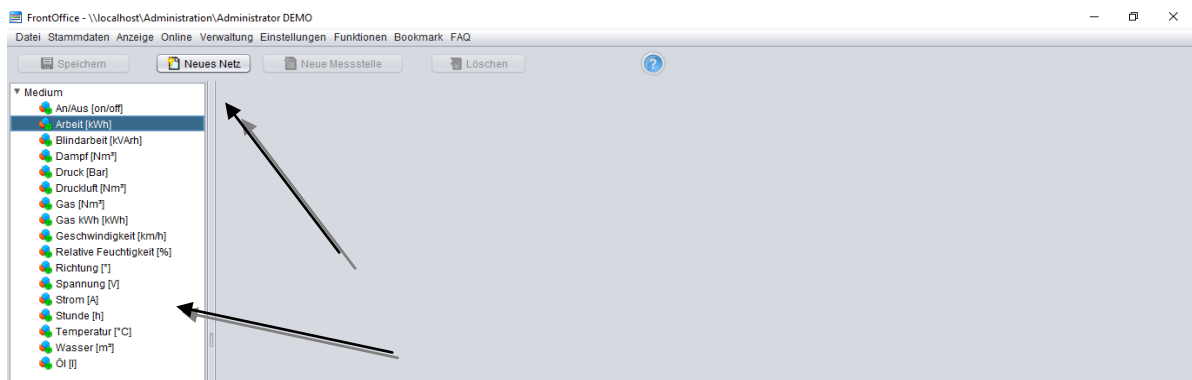 FrontOffice - \\localhost\Administration\Administrator DEMO
Datei Stammdaten Anzeige Online Verwaltung Einstellungen Funktionen Bookmark FAQ
Speichern Neues Netz Neue Messstelle Löschen ?
Medium
An/Aus [on/off]
Arbeit [kWh]
Blindarbeit [kVArh]
Dampf [Nm³]
Druck [Bar]
Druckluft [Nm³]
Gas [Nm³]
Gas kWh [kWh]
Geschwindigkeit [km/h]
Relative Feuchtigkeit [%]
Richtung [°]
Spannung [V]
Strom [A]
Stunde [h]
Temperatur [°C]
Wasser [m³]
Öl [l]